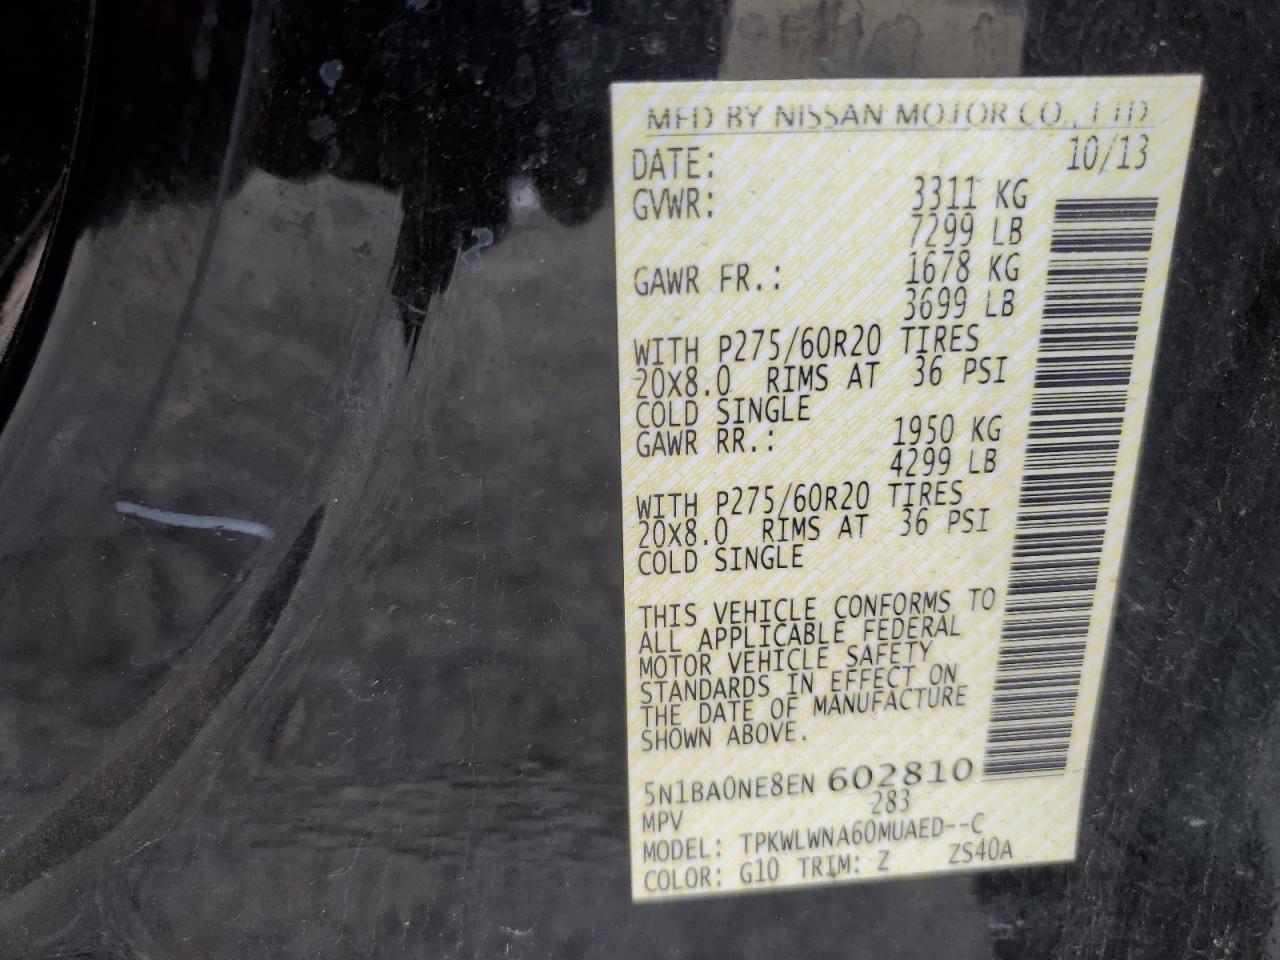 MFD BY NISSAN MOTOR CO., LTD.
DATE: 10/13
GVWR: 3311 KG
7299 LB
GAWR FR.: 1678 KG
3699 LB
WITH P275/60R20 TIRES
20X8.0 RIMS AT 36 PSI
COLD SINGLE
GAWR RR.: 1950 KG
4299 LB
WITH P275/60R20 TIRES
20X8.0 RIMS AT 36 PSI
COLD SINGLE
THIS VEHICLE CONFORMS TO
ALL APPLICABLE FEDERAL
MOTOR VEHICLE SAFETY
STANDARDS IN EFFECT ON
THE DATE OF MANUFACTURE
SHOWN ABOVE.
5N1BA0NE8EN 602810
MPV 283
MODEL: TPKWLWNA60MUAED--C
COLOR: G10 TRIM: Z ZS40A